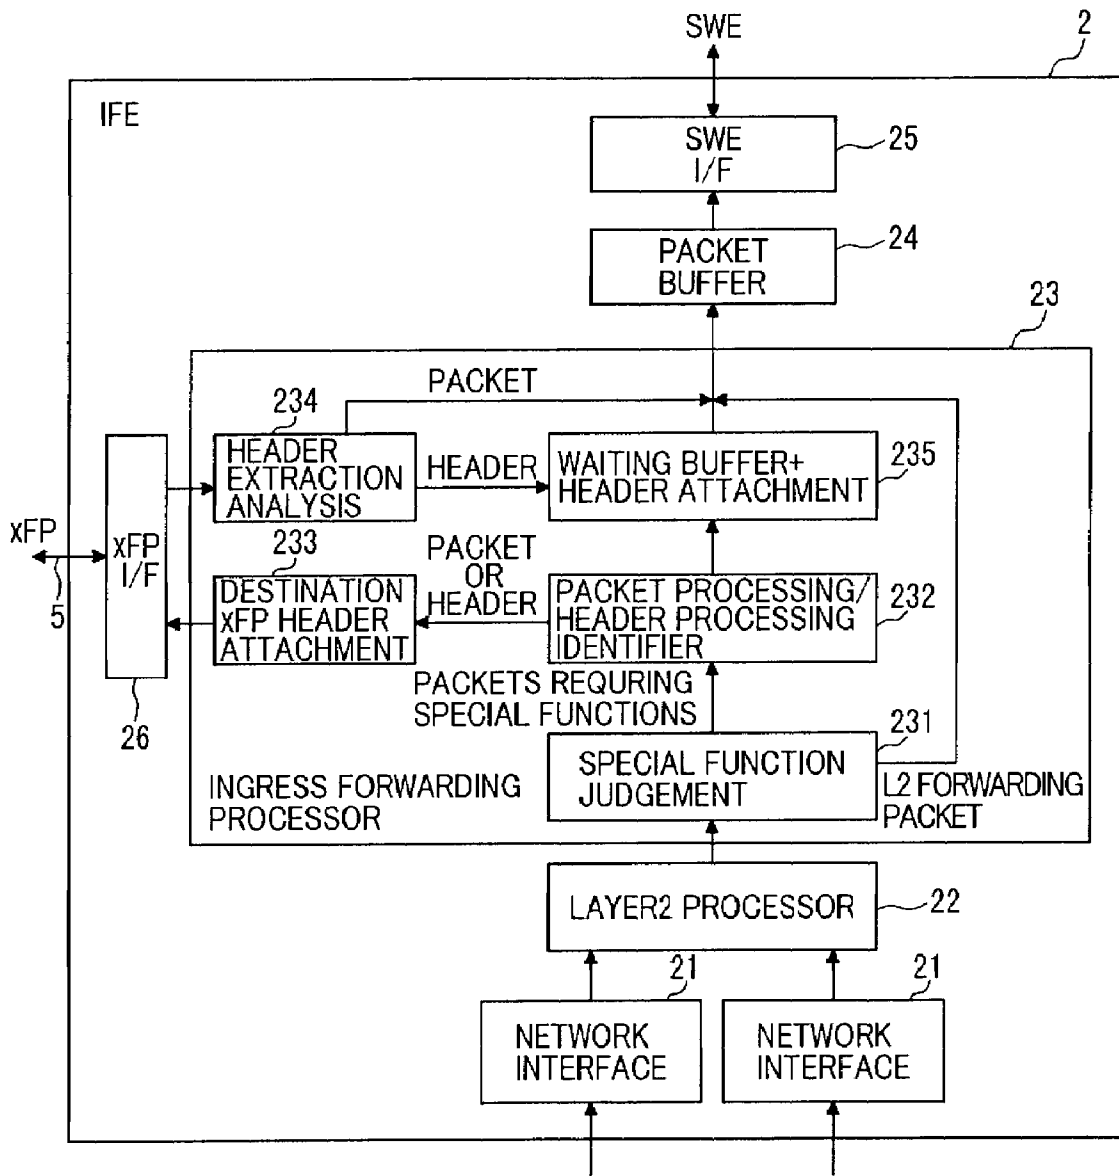 SWE
2
IFE
SWE
I/F
25
PACKET
BUFFER
24
23
PACKET
234
HEADER
EXTRACTION
ANALYSIS
HEADER
WAITING BUFFER+
HEADER ATTACHMENT
235
xFP
5
xFP
I/F
26
233
DESTINATION
xFP HEADER
ATTACHMENT
PACKET
OR
HEADER
PACKET PROCESSING/
HEADER PROCESSING
IDENTIFIER
232
PACKETS REQURING
SPECIAL FUNCTIONS
231
SPECIAL FUNCTION
JUDGEMENT
INGRESS FORWARDING
PROCESSOR
L2 FORWARDING
PACKET
LAYER2 PROCESSOR
22
21
NETWORK
INTERFACE
21
NETWORK
INTERFACE